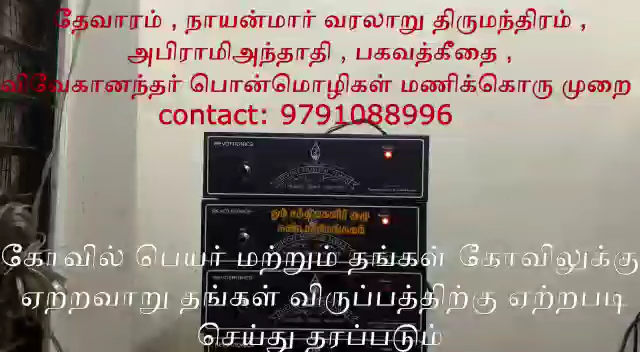 தேவாரம் , நாயன்மார் வரலாறு திருமந்திரம் ,
அபிராமிஅந்தாதி , பகவத்கீதை ,
விவேகானந்தர் பொன்மொழிகள் மணிக்கொரு முறை
contact: 9791088996
கோவில் பெயர் மற்றும் தங்கள் கோவிலுக்கு
ஏற்றவாறு தங்கள் விருப்பத்திற்கு ஏற்றபடி
செய்து தரப்படும்